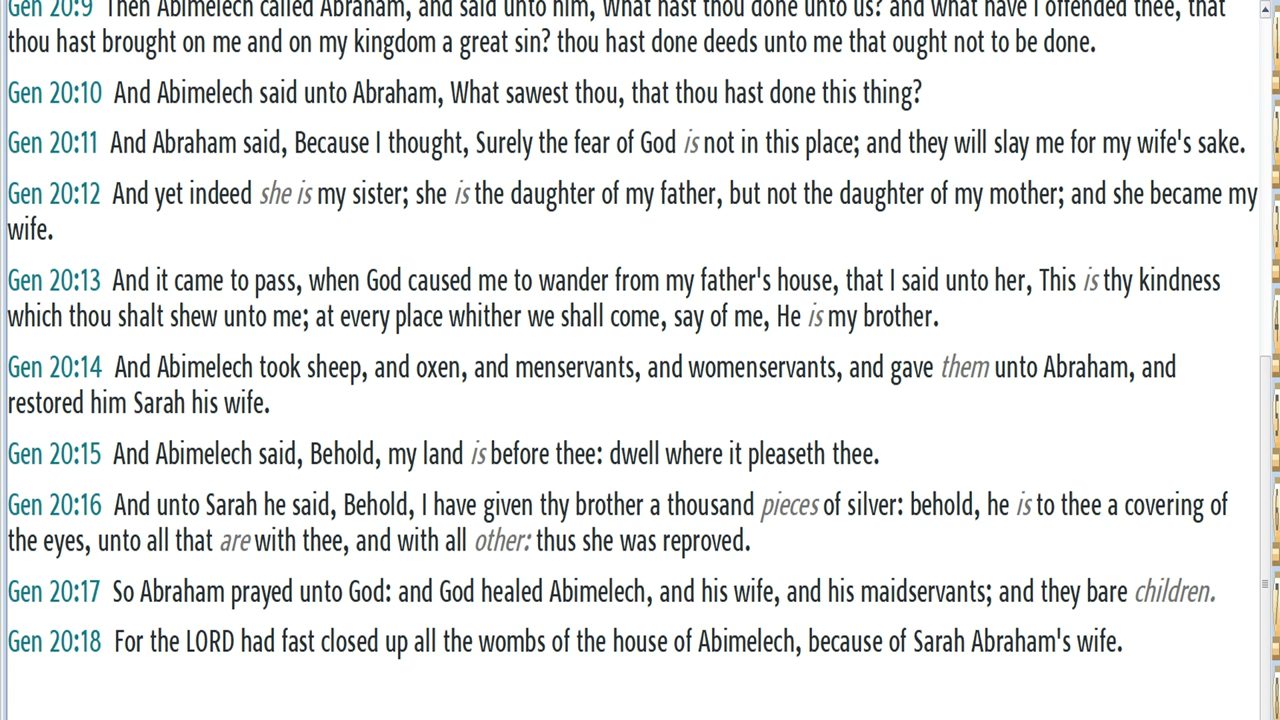 Gen 20:9 Then Abimelech called Abraham, and said unto him, What hast thou done unto us? and what have I offended thee, that
thou hast brought on me and on my kingdom a great sin? thou hast done deeds unto me that ought not to be done.
Gen 20:10 And Abimelech said unto Abraham, What sawest thou, that thou hast done this thing?
Gen 20:11 And Abraham said, Because I thought, Surely the fear of God is not in this place; and they will slay me for my wife's sake.
Gen 20:12 And yet indeed she is my sister; she is the daughter of my father, but not the daughter of my mother; and she became my
wife.
Gen 20:13 And it came to pass, when God caused me to wander from my father's house, that I said unto her, This is thy kindness
which thou shalt shew unto me; at every place whither we shall come, say of me, He is my brother.
Gen 20:14 And Abimelech took sheep, and oxen, and menservants, and womenservants, and gave them unto Abraham, and
restored him Sarah his wife.
Gen 20:15 And Abimelech said, Behold, my land is before thee: dwell where it pleaseth thee.
Gen 20:16 And unto Sarah he said, Behold, I have given thy brother a thousand pieces of silver: behold, he is to thee a covering of
the eyes, unto all that are with thee, and with all other: thus she was reproved.
Gen 20:17 So Abraham prayed unto God: and God healed Abimelech, and his wife, and his maidservants; and they bare children.
Gen 20:18 For the LORD had fast closed up all the wombs of the house of Abimelech, because of Sarah Abraham's wife.